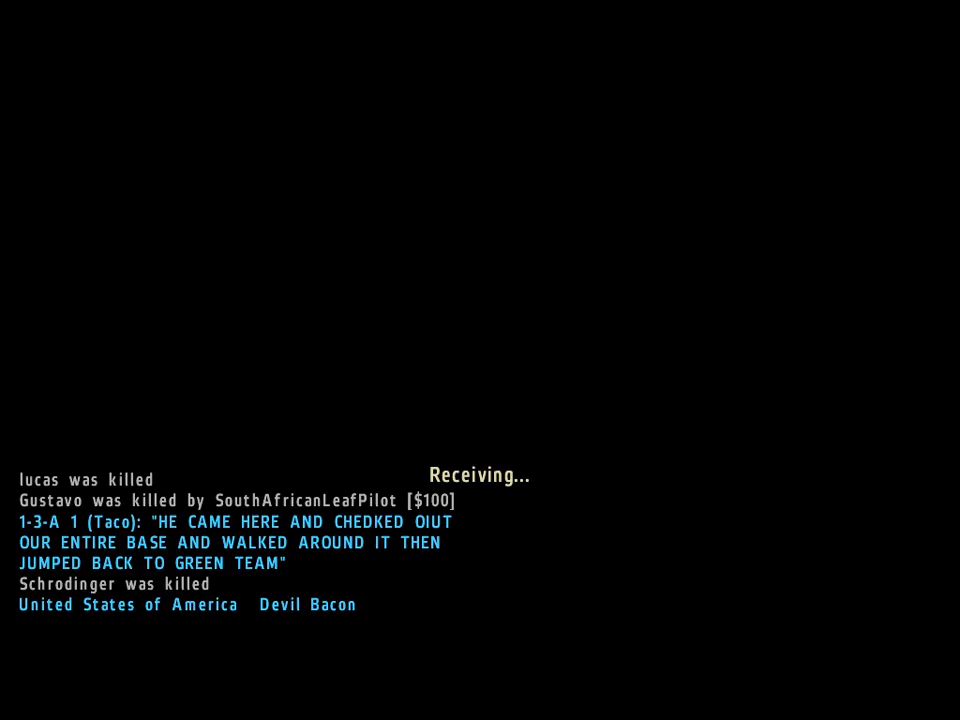 Receiving...
lucas was killed
Gustavo was killed by SouthAfricanLeafPilot [$100]
1-3-A 1 (Taco): "HE CAME HERE AND CHEDKED OIUT
OUR ENTIRE BASE AND WALKED AROUND IT THEN
JUMPED BACK TO GREEN TEAM"
Schrodinger was killed
United States of America Devil Bacon